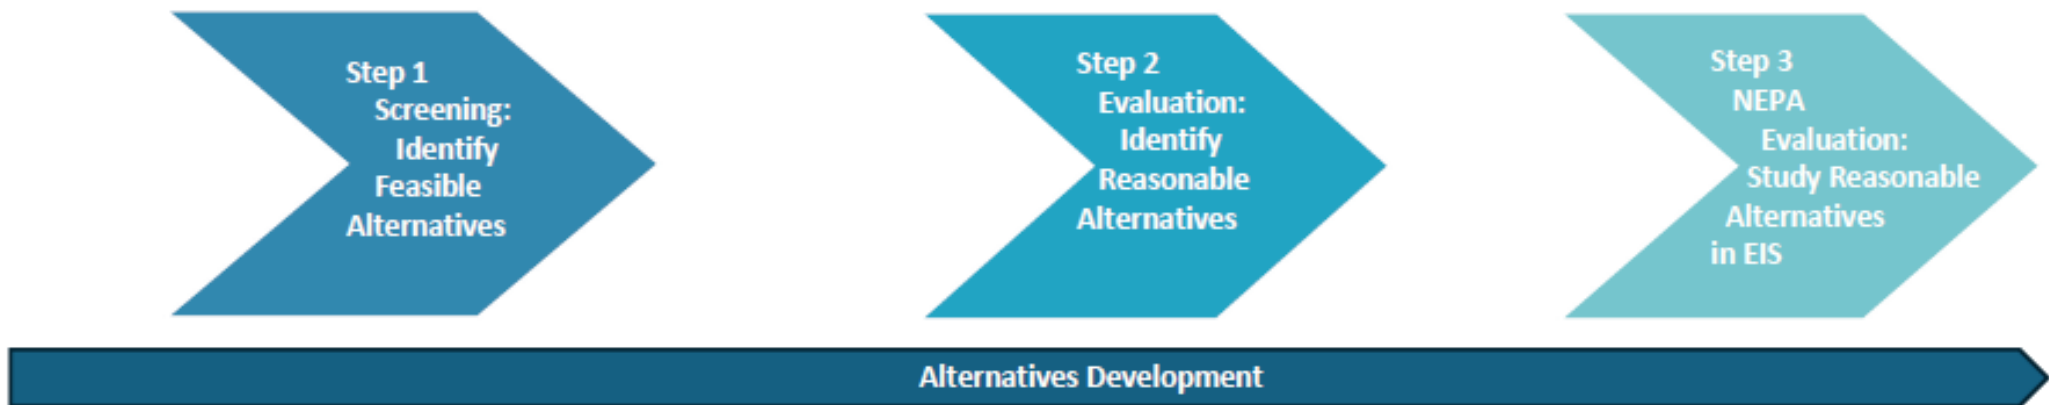 Step 1
Screening:
Identify
Feasible
Alternatives
Step 2
Evaluation:
Identify
Reasonable
Alternatives
Step 3
NEPA
Evaluation:
Study Reasonable
Alternatives
in EIS
Alternatives Development